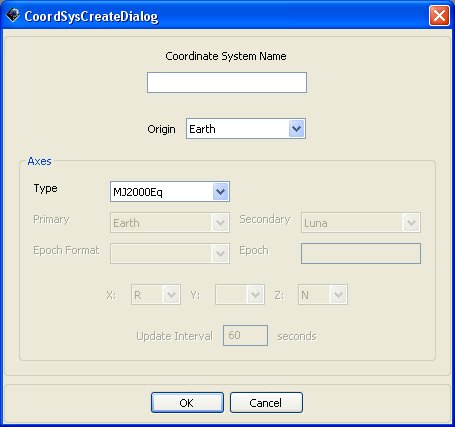 CoordSysCreateDialog
Coordinate System Name
Origin Earth
Axes
Type MJ2000Eq
Primary Earth Secondary Luna
Epoch Format Epoch
X: R Y: Z: N
Update Interval 60 seconds
OK Cancel